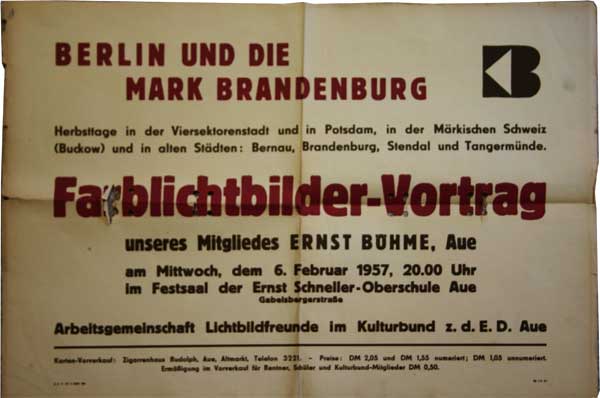 BERLIN UND DIE
MARK BRANDENBURG
Herbsttage in der Viersektorenstadt und in Potsdam, in der Märkischen Schweiz
(Buckow) und in alten Städten: Bernau, Brandenburg, Stendal und Tangermünde.
Farblichtbilder-Vortrag
unseres Mitgliedes ERNST BÖHME, Aue
am Mittwoch, dem 6. Februar 1957, 20.00 Uhr
im Festsaal der Ernst Schneller-Oberschule Aue
Gabelsbergerstraße
Arbeitsgemeinschaft Lichtbildfreunde im Kulturbund z. d. E. D. Aue
Karten-Vorverkauf: Zigarrenhaus Rudolph, Aue, Altmarkt, Telefon 3221. - Preise: DM 2,05 und DM 1,55 numeriert; DM 1,05 unnumeriert.
Ermäßigung im Vorverkauf für Rentner, Schüler und Kulturbund-Mitglieder DM 0,50.